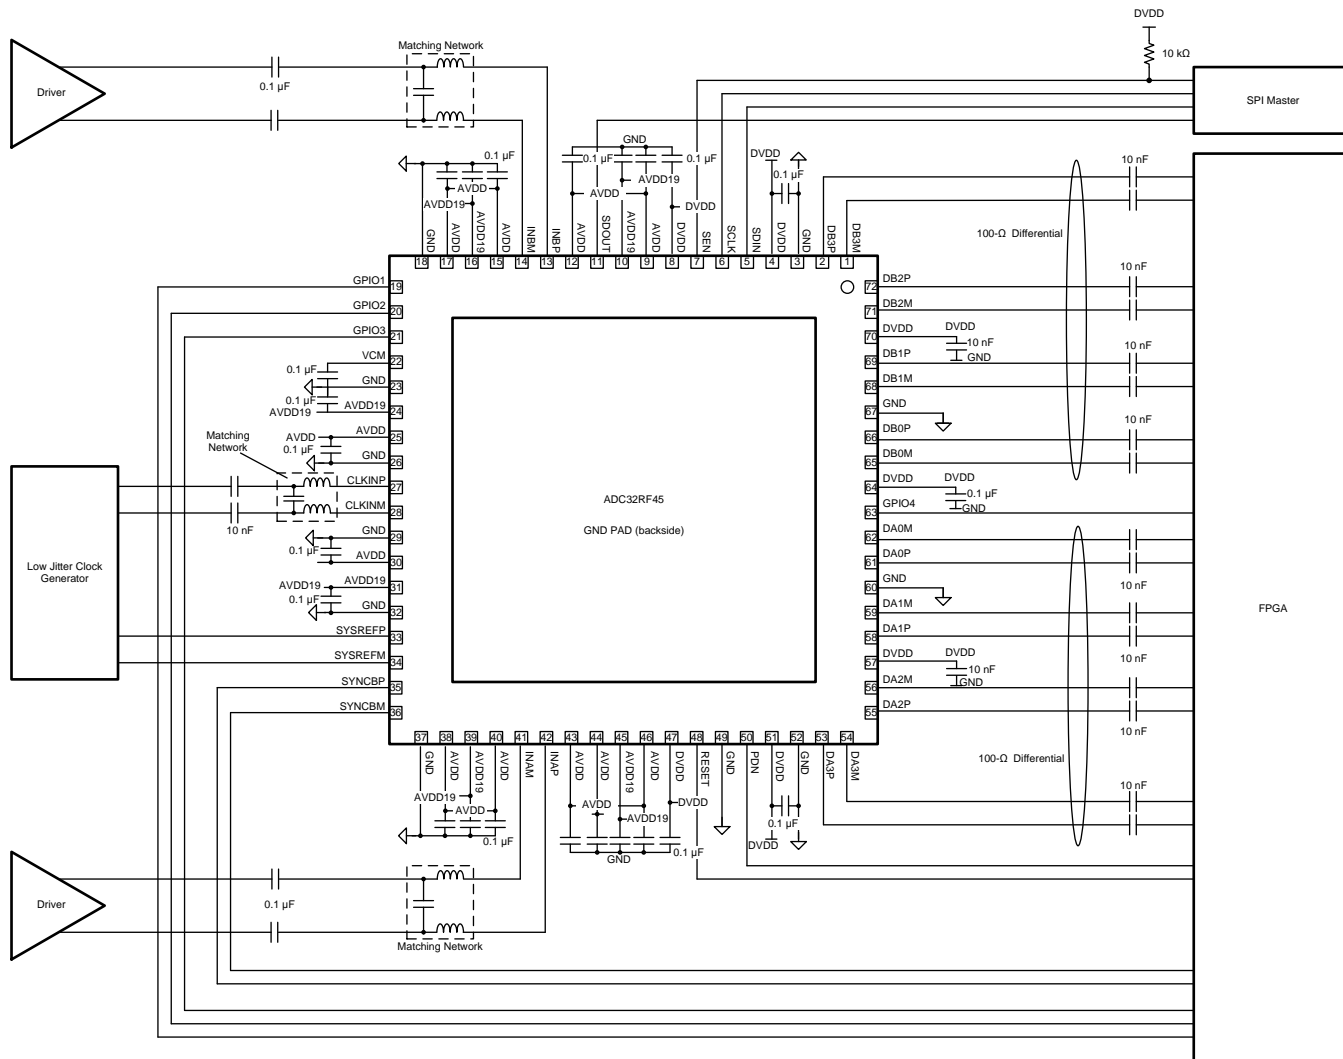 DVDD
10 kΩ
Matching Network
Driver
0.1 µF
SPI Master
GND
0.1 µF
0.1 µF
0.1 µF
AVDD19
AVDD
DVDD
AVDD
AVDD19
DVDD
0.1 µF
10 nF
100-Ω Differential
GND
AVDD
AVDD19
AVDD
INBM
INBP
AVDD
SDOUT
AVDD19
AVDD
DVDD
SEN
SCLK
SDIN
DVDD
GND
DB3P
DB3M
18 17 16 15 14 13 12 11 10 9 8 7 6 5 4 3 2 1
GPIO1 19
GPIO2 20
GPIO3 21
VCM 22
0.1 µF
GND 23
0.1 µF
AVDD19 AVDD19 24
AVDD AVDD 25
0.1 µF
GND 26
Matching
Network
CLKINP 27
CLKINM 28
10 nF
GND 29
0.1 µF
AVDD 30
AVDD19 AVDD19 31
0.1 µF
GND 32
SYSREFP 33
SYSREFM 34
SYNCBP 35
SYNCBM 36
Low Jitter Clock
Generator
ADC32RF45
GND PAD (backside)
72 DB2P
10 nF
71 DB2M
70 DVDD
DVDD
10 nF
GND
69 DB1P
10 nF
68 DB1M
67 GND
66 DB0P
10 nF
65 DB0M
64 DVDD
DVDD
0.1 µF
GND
63 GPIO4
62 DA0M
61 DA0P
10 nF
60 GND
59 DA1M
58 DA1P
10 nF
57 DVDD
DVDD
10 nF
GND
56 DA2M
55 DA2P
10 nF
FPGA
37 38 39 40 41 42 43 44 45 46 47 48 49 50 51 52 53 54
GND
AVDD
AVDD19
AVDD
INAM
INAP
AVDD
AVDD
AVDD19
AVDD
DVDD
RESET
GND
PDN
DVDD
GND
DA3P
DA3M
100-Ω Differential
10 nF
AVDD19
AVDD
0.1 µF
AVDD
DVDD
AVDD19
GND
0.1 µF
0.1 µF
DVDD
Driver
0.1 µF
Matching Network